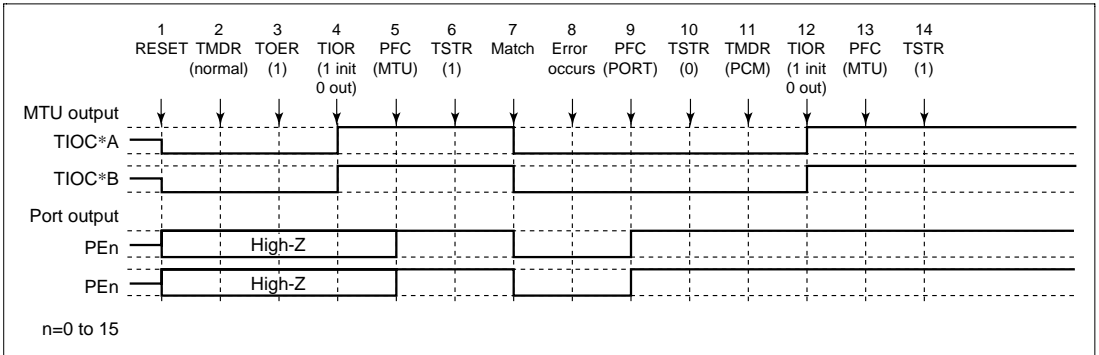 1 2 3 4 5 6 7 8 9 10 11 12 13 14
RESET TMDR TOER TIOR PFC TSTR Match Error PFC TSTR TMDR TIOR PFC TSTR
(normal) (1) (1 init (MTU) (1) occurs (PORT) (0) (PCM) (1 init (MTU) (1)
0 out) 0 out)
MTU output
TIOC*A
TIOC*B
Port output
PEn High-Z
PEn High-Z
n=0 to 15